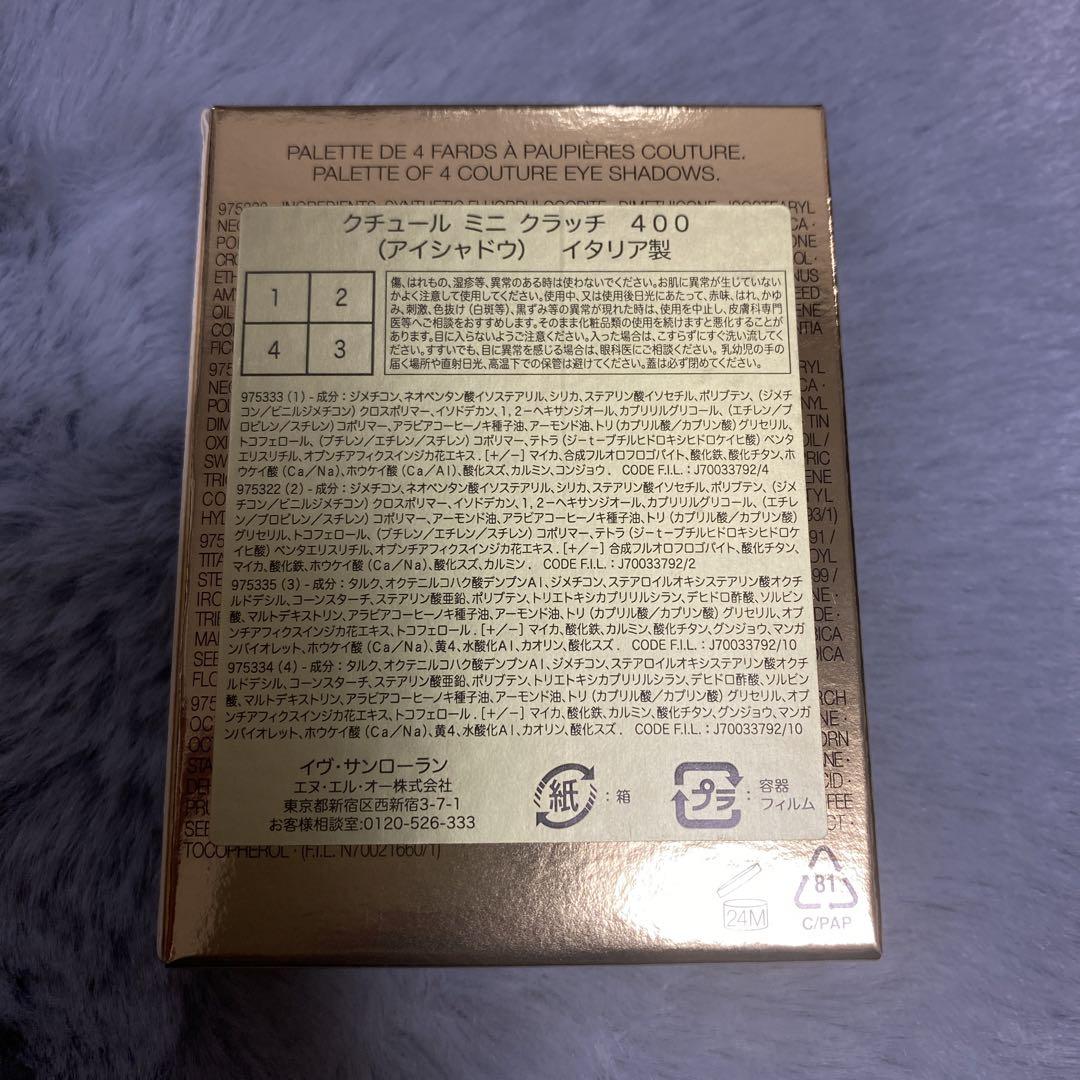 PALETTE DE 4 FARDS À PAUPIÈRES COUTURE.
PALETTE OF 4 COUTURE EYE SHADOWS.
クチュール ミニ クラッチ 400
(アイシャドウ) イタリア製
1 2
4 3
傷、はれもの、湿疹等、異常のある時は使わないでください。お肌に異常が生じていない
かよく注意して使用してください。使用中、又は使用後日光にあたって、赤味、はれ、かゆ
み、刺激、色抜け(白斑等)、黒ずみ等の異常が現れた時は、使用を中止し、皮膚科専門
医等へご相談をおすすめします。そのまま化粧品類の使用を続けますと悪化することが
あります。目に入らないようご注意ください。入った場合は、こすらずにすぐ洗い流してく
ださい。すすいでも、目に異常を感じる場合は、眼科医にご相談ください。乳幼児の手の
届く場所や直射日光、高温下での保管は避けてください。蓋は必ず閉めてください。
975333 (1) - 成分:ジメチコン、ネオペンタン酸イソステアリル、シリカ、ステアリン酸イソセチル、ポリブテン、(ジメ
チコン/ビニルジメチコン) クロスポリマー、イソドデカン、1,2-ヘキサンジオール、カプリリルグリコール、(エチレン/
プロピレン/スチレン) コポリマー、アラビアコーヒーノキ種子油、アーモンド油、トリ(カプリル酸/カプリン酸)グリセリル、
トコフェロール、(ブチレン/エチレン/スチレン) コポリマー、テトラ (ジーt-ブチルヒドロキシヒドロケイヒ酸) ペンタ
エリスリチル、オプンチアフィクスインジカ花エキス. [+/-] マイカ、合成フルオロフロゴパイト、酸化鉄、酸化チタン、ホ
ウケイ酸 (Ca/Na)、ホウケイ酸 (Ca/Al)、酸化スズ、カルミン、コンジョウ. CODE F.I.L. : J70033792/4
975322 (2) - 成分:ジメチコン、ネオペンタン酸イソステアリル、シリカ、ステアリン酸イソセチル、ポリブテン、(ジメ
チコン/ビニルジメチコン) クロスポリマー、イソドデカン、1,2-ヘキサンジオール、カプリリルグリコール、(エチレ
ン/プロピレン/スチレン) コポリマー、アーモンド油、アラビアコーヒーノキ種子油、トリ (カプリル酸/カプリン酸)
グリセリル、トコフェロール、(ブチレン/エチレン/スチレン) コポリマー、テトラ (ジーt-ブチルヒドロキシヒドロケ
イヒ酸) ペンタエリスリチル、オプンチアフィクスインジカ花エキス. [+/-] 合成フルオロフロゴパイト、酸化チタン、
マイカ、酸化鉄、ホウケイ酸 (Ca/Na)、酸化スズ、カルミン. CODE F.I.L. : J70033792/2
975335 (3) - 成分:タルク、オクテニルコハク酸デンプンAl、ジメチコン、ステアロイルオキシステアリン酸オクチ
ルドデシル、コーンスターチ、ステアリン酸亜鉛、ポリブテン、トリエトキシカプリリルシラン、デヒドロ酢酸、ソルビン
酸、マルトデキストリン、アラビアコーヒーノキ種子油、アーモンド油、トリ (カプリル酸/カプリン酸) グリセリル、オプ
ンチアフィクスインジカ花エキス、トコフェロール. [+/-] マイカ、酸化鉄、カルミン、酸化チタン、グンジョウ、マンガ
ンバイオレット、ホウケイ酸 (Ca/Na)、黄4、水酸化Al、カオリン、酸化スズ. CODE F.I.L. : J70033792/10
975334 (4) - 成分:タルク、オクテニルコハク酸デンプンAl、ジメチコン、ステアロイルオキシステアリン酸オクチ
ルドデシル、コーンスターチ、ステアリン酸亜鉛、ポリブテン、トリエトキシカプリリルシラン、デヒドロ酢酸、ソルビン
酸、マルトデキストリン、アラビアコーヒーノキ種子油、アーモンド油、トリ (カプリル酸/カプリン酸) グリセリル、オプ
ンチアフィクスインジカ花エキス、トコフェロール. [+/-] マイカ、酸化鉄、カルミン、酸化チタン、グンジョウ、マンガ
ンバイオレット、ホウケイ酸 (Ca/Na)、黄4、水酸化Al、カオリン、酸化スズ. CODE F.I.L. : J70033792/10
イヴ・サンローラン
エヌ・エル・オー株式会社
東京都新宿区西新宿3-7-1
お客様相談室:0120-526-333
紙 :箱
プラ :容器
フィルム
TOCOPHEROL · (F.I.L. N70021660/1)
24M
81
C/PAP